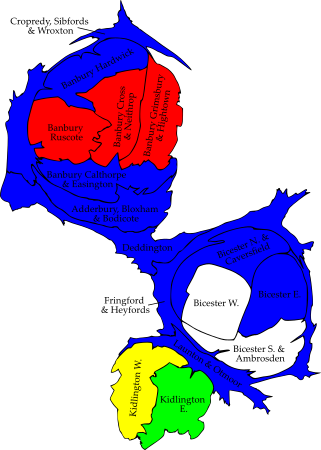 Cropredy, Sibfords
& Wroxton
Banbury Hardwick
Banbury Cross
& Neithrop
Banbury Grimsbury
& Hightown
Banbury
Ruscote
Banbury Calthorpe
& Easington
Adderbury, Bloxham
& Bodicote
Deddington
Bicester N. &
Caversfield
Fringford
& Heyfords
Bicester W.
Bicester E.
Bicester S. &
Ambrosden
Launton & Otmoor
Kidlington W.
Kidlington
E.